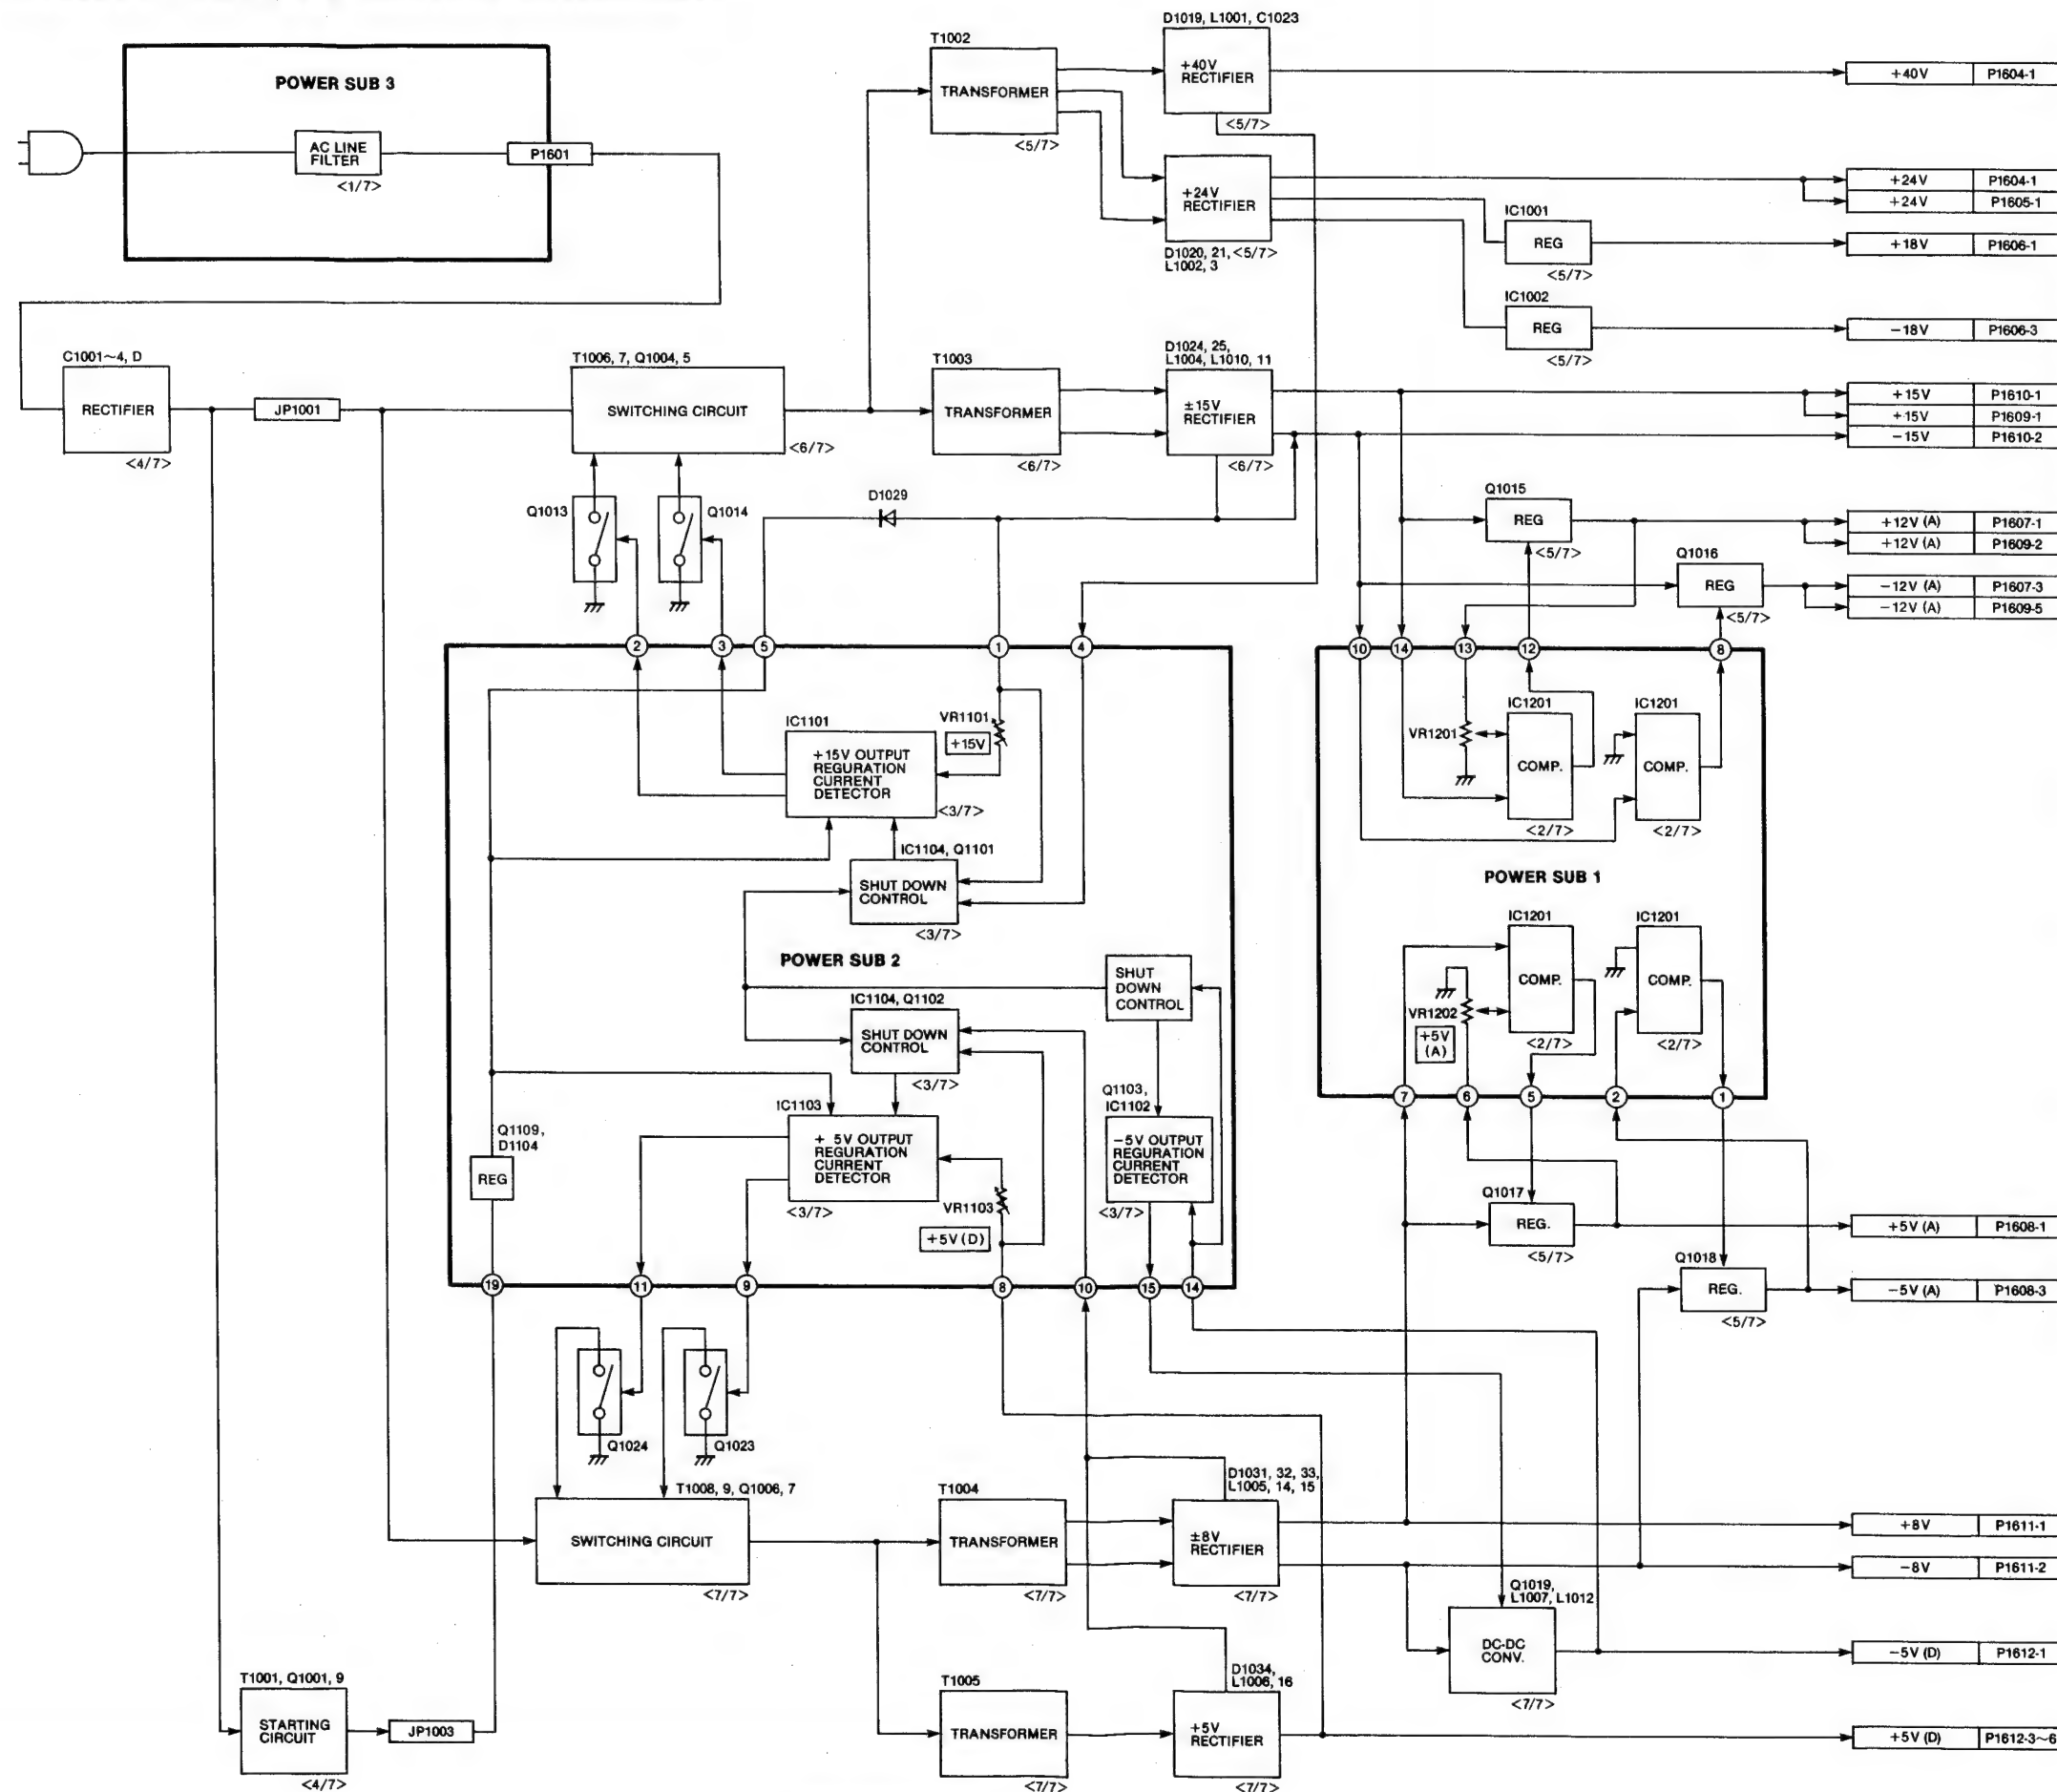 POWER SUB 3
AC LINE
FILTER
<1/7>
P1601
T1002
TRANSFORMER
<5/7>
D1019, L1001, C1023
+40V
RECTIFIER
<5/7>
+40V P1604-1
+24V
RECTIFIER
D1020, 21, <5/7>
L1002, 3
+24V P1604-1
+24V P1605-1
IC1001
REG
<5/7>
+18V P1606-1
IC1002
REG
<5/7>
−18V P1606-3
C1001~4, D
RECTIFIER
<4/7>
JP1001
T1006, 7, Q1004, 5
SWITCHING CIRCUIT
<6/7>
T1003
TRANSFORMER
<6/7>
D1024, 25,
L1004, L1010, 11
±15V
RECTIFIER
<6/7>
+15V P1610-1
+15V P1609-1
−15V P1610-2
Q1013
Q1014
D1029
Q1015
REG
<5/7>
+12V (A) P1607-1
+12V (A) P1609-2
Q1016
REG
<5/7>
−12V (A) P1607-3
−12V (A) P1609-5
2 3 5 1 4
10 14 13 12 8
IC1101
+15V OUTPUT
REGURATION
CURRENT
DETECTOR
<3/7>
VR1101
+15V
IC1104, Q1101
SHUT DOWN
CONTROL
<3/7>
VR1201
IC1201
COMP.
<2/7>
IC1201
COMP.
<2/7>
POWER SUB 1
POWER SUB 2
SHUT
DOWN
CONTROL
IC1104, Q1102
SHUT DOWN
CONTROL
<3/7>
IC1201
COMP.
<2/7>
IC1201
COMP.
<2/7>
VR1202
+5V
(A)
7 6 5 2 1
Q1109,
D1104
REG
IC1103
+ 5V OUTPUT
REGURATION
CURRENT
DETECTOR
<3/7>
VR1103
+5V (D)
Q1103,
IC1102
−5V OUTPUT
REGURATION
CURRENT
DETECTOR
<3/7>
19 11 9 8 10 15 14
Q1017
REG.
<5/7>
+5V (A) P1608-1
Q1018
REG.
<5/7>
−5V (A) P1608-3
Q1024
Q1023
T1008, 9, Q1006, 7
SWITCHING CIRCUIT
<7/7>
T1004
TRANSFORMER
<7/7>
D1031, 32, 33,
L1005, 14, 15
±8V
RECTIFIER
<7/7>
+8V P1611-1
−8V P1611-2
Q1019,
L1007, L1012
DC-DC
CONV.
<7/7>
−5V (D) P1612-1
T1001, Q1001, 9
STARTING
CIRCUIT
<4/7>
JP1003
T1005
TRANSFORMER
<7/7>
D1034,
L1006, 16
+5V
RECTIFIER
<7/7>
+5V (D) P1612-3~6